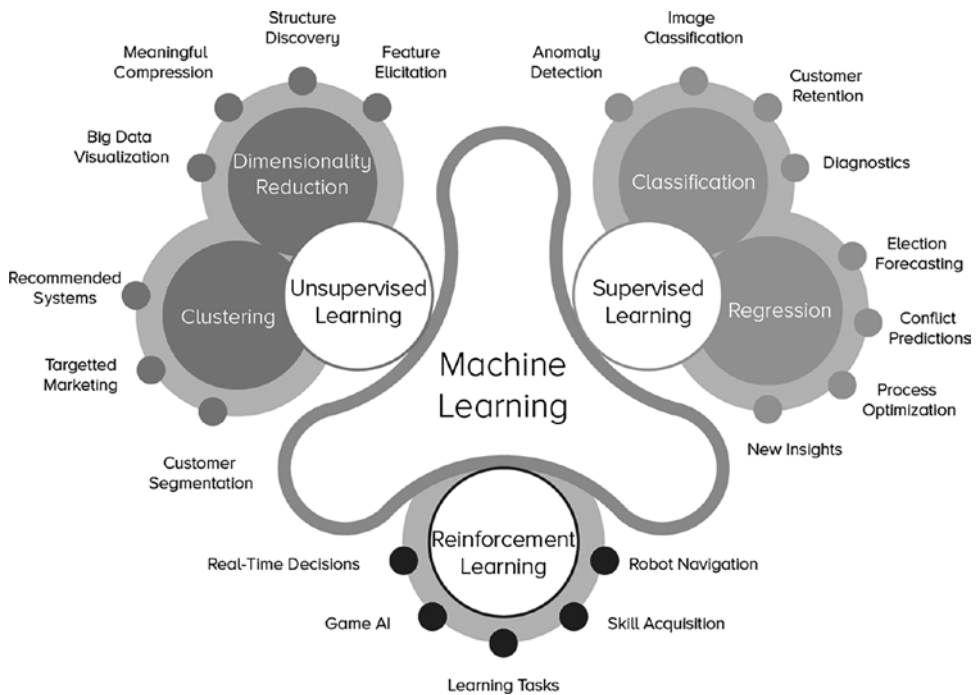 Structure
Discovery
Meaningful
Compression
Feature
Elicitation
Big Data
Visualization
Dimensionality
Reduction
Recommended
Systems
Clustering
Targetted
Marketing
Customer
Segmentation
Unsupervised
Learning
Image
Classification
Anomaly
Detection
Customer
Retention
Diagnostics
Classification
Election
Forecasting
Supervised
Learning
Regression
Conflict
Predictions
Process
Optimization
New Insights
Machine
Learning
Reinforcement
Learning
Real-Time Decisions
Robot Navigation
Game AI
Skill Acquisition
Learning Tasks